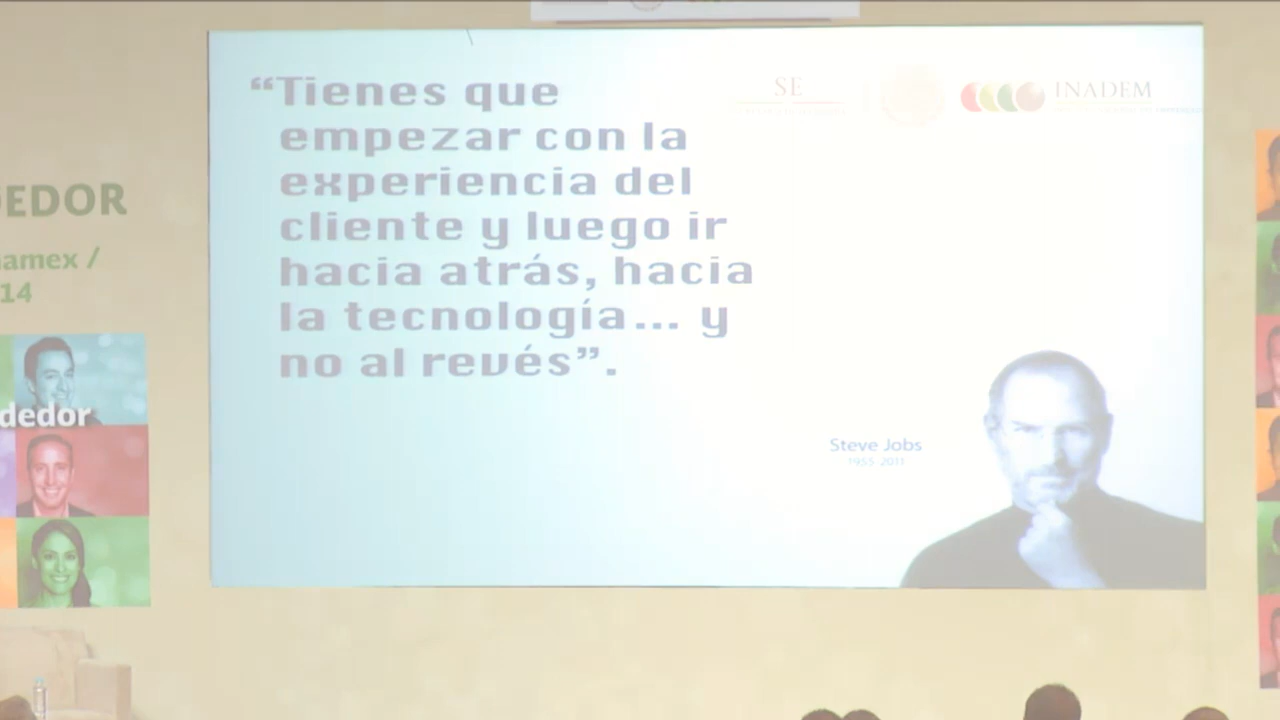 “Tienes que
empezar con la
experiencia del
cliente y luego ir
hacia atrás, hacia
la tecnología... y
no al revés”.
SE
INADEM
Steve Jobs
1955, 2011
DEDOR
amex /
14
dedor